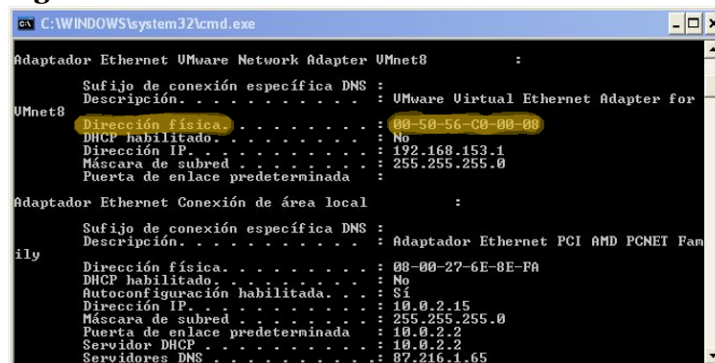 C:\WINDOWS\system32\cmd.exe
Adaptador Ethernet VMware Network Adapter VMnet8 :
Sufijo de conexión específica DNS :
Descripción. . . . . . . . . . . : VMware Virtual Ethernet Adapter for
VMnet8
Dirección física. . . . . . . . . : 00-50-56-C0-00-08
DHCP habilitado. . . . . . . . . : No
Dirección IP. . . . . . . . . . . : 192.168.153.1
Máscara de subred . . . . . . . . : 255.255.255.0
Puerta de enlace predeterminada :
Adaptador Ethernet Conexión de área local :
Sufijo de conexión específica DNS :
Descripción. . . . . . . . . . . : Adaptador Ethernet PCI AMD PCNET Fam
ily
Dirección física. . . . . . . . . : 08-00-27-6E-8E-FA
DHCP habilitado. . . . . . . . . : No
Autoconfiguración habilitada. . . : Sí
Dirección IP. . . . . . . . . . . : 10.0.2.15
Máscara de subred . . . . . . . . : 255.255.255.0
Puerta de enlace predeterminada : 10.0.2.2
Servidor DHCP . . . . . . . . . . : 10.0.2.2
Servidores DNS . . . . . . . . . .: 87.216.1.65